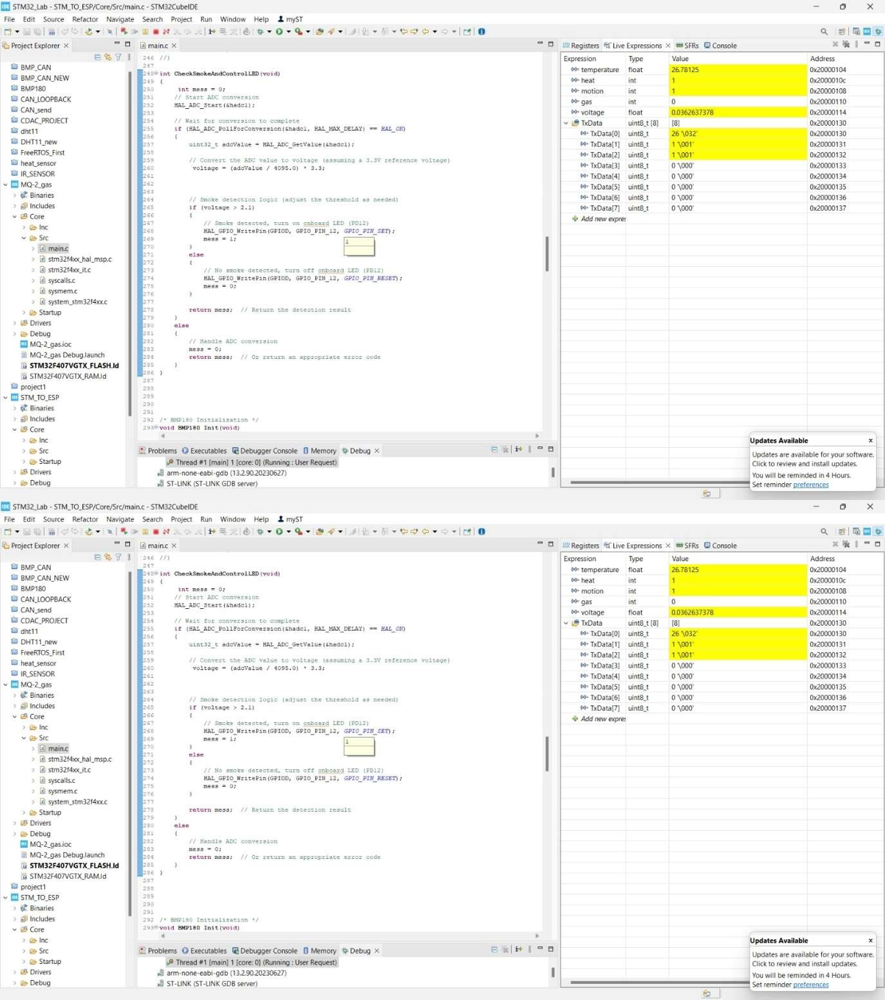 STM32_Lab - STM_TO_ESP/Core/Src/main.c - STM32CubeIDE
File Edit Source Refactor Navigate Search Project Run Window Help myST
Project Explorer
BMP_CAN
BMP_CAN_NEW
BMP180
CAN_LOOPBACK
CAN_send
CDAC_PROJECT
dht11
DHT11_new
FreeRTOS_First
heat_sensor
IR_SENSOR
MQ-2_gas
Binaries
Includes
Core
Inc
Src
main.c
stm32f4xx_hal_msp.c
stm32f4xx_it.c
syscalls.c
sysmem.c
system_stm32f4xx.c
Startup
Drivers
Debug
MQ-2_gas.ioc
MQ-2_gas Debug.launch
STM32F407VGTX_FLASH.ld
STM32F407VGTX_RAM.ld
project1
STM_TO_ESP
Binaries
Includes
Core
Inc
Src
Startup
Drivers
Debug
main.c
246 //}
247
248 int CheckSmokeAndControlLED(void)
249 {
250 int mess = 0;
251 // Start ADC conversion
252 HAL_ADC_Start(&hadc1);
253
254 // Wait for conversion to complete
255 if (HAL_ADC_PollForConversion(&hadc1, HAL_MAX_DELAY) == HAL_OK)
256 {
257 uint32_t adcValue = HAL_ADC_GetValue(&hadc1);
258
259 // Convert the ADC value to voltage (assuming a 3.3V reference voltage)
260 voltage = (adcValue / 4095.0) * 3.3;
261
262
263
264 // Smoke detection logic (adjust the threshold as needed)
265 if (voltage > 2.1)
266 {
267 // Smoke detected, turn on onboard LED (PD12)
268 HAL_GPIO_WritePin(GPIOD, GPIO_PIN_12, GPIO_PIN_SET);
269 mess = 1;
1
270 }
271 else
272 {
273 // No smoke detected, turn off onboard LED (PD12)
274 HAL_GPIO_WritePin(GPIOD, GPIO_PIN_12, GPIO_PIN_RESET);
275 mess = 0;
276 }
277
278 return mess; // Return the detection result
279 }
280 else
281 {
282 // Handle ADC conversion
283 mess = 0;
284 return mess; // Or return an appropriate error code
285 }
286 }
287
288
289
290
291
292 /* BMP180 Initialization */
293 void BMP180_Init(void)
Problems Executables Debugger Console Memory Debug
Thread #1 [main] 1 [core: 0] (Running : User Request)
arm-none-eabi-gdb (13.2.90.20230627)
ST-LINK (ST-LINK GDB server)
Registers Live Expressions SFRs Console
Expression Type Value Address
temperature float 26.78125 0x20000104
heat int 1 0x2000010c
motion int 1 0x20000108
gas int 0 0x20000110
voltage float 0.0362637378 0x20000114
TxData uint8_t [8] [8] 0x20000130
TxData[0] uint8_t 26 '\032' 0x20000130
TxData[1] uint8_t 1 '\001' 0x20000131
TxData[2] uint8_t 1 '\001' 0x20000132
TxData[3] uint8_t 0 '\000' 0x20000133
TxData[4] uint8_t 0 '\000' 0x20000134
TxData[5] uint8_t 0 '\000' 0x20000135
TxData[6] uint8_t 0 '\000' 0x20000136
TxData[7] uint8_t 0 '\000' 0x20000137
Add new expres
Updates Available
Updates are available for your software.
Click to review and install updates.
You will be reminded in 4 Hours.
Set reminder preferences
STM32_Lab - STM_TO_ESP/Core/Src/main.c - STM32CubeIDE
File Edit Source Refactor Navigate Search Project Run Window Help myST
Project Explorer
BMP_CAN
BMP_CAN_NEW
BMP180
CAN_LOOPBACK
CAN_send
CDAC_PROJECT
dht11
DHT11_new
FreeRTOS_First
heat_sensor
IR_SENSOR
MQ-2_gas
Binaries
Includes
Core
Inc
Src
main.c
stm32f4xx_hal_msp.c
stm32f4xx_it.c
syscalls.c
sysmem.c
system_stm32f4xx.c
Startup
Drivers
Debug
MQ-2_gas.ioc
MQ-2_gas Debug.launch
STM32F407VGTX_FLASH.ld
STM32F407VGTX_RAM.ld
project1
STM_TO_ESP
Binaries
Includes
Core
Inc
Src
Startup
Drivers
Debug
main.c
246 //}
247
248 int CheckSmokeAndControlLED(void)
249 {
250 int mess = 0;
251 // Start ADC conversion
252 HAL_ADC_Start(&hadc1);
253
254 // Wait for conversion to complete
255 if (HAL_ADC_PollForConversion(&hadc1, HAL_MAX_DELAY) == HAL_OK)
256 {
257 uint32_t adcValue = HAL_ADC_GetValue(&hadc1);
258
259 // Convert the ADC value to voltage (assuming a 3.3V reference voltage)
260 voltage = (adcValue / 4095.0) * 3.3;
261
262
263
264 // Smoke detection logic (adjust the threshold as needed)
265 if (voltage > 2.1)
266 {
267 // Smoke detected, turn on onboard LED (PD12)
268 HAL_GPIO_WritePin(GPIOD, GPIO_PIN_12, GPIO_PIN_SET);
269 mess = 1;
1
270 }
271 else
272 {
273 // No smoke detected, turn off onboard LED (PD12)
274 HAL_GPIO_WritePin(GPIOD, GPIO_PIN_12, GPIO_PIN_RESET);
275 mess = 0;
276 }
277
278 return mess; // Return the detection result
279 }
280 else
281 {
282 // Handle ADC conversion
283 mess = 0;
284 return mess; // Or return an appropriate error code
285 }
286 }
287
288
289
290
291
292 /* BMP180 Initialization */
293 void BMP180_Init(void)
Problems Executables Debugger Console Memory Debug
Thread #1 [main] 1 [core: 0] (Running : User Request)
arm-none-eabi-gdb (13.2.90.20230627)
ST-LINK (ST-LINK GDB server)
Registers Live Expressions SFRs Console
Expression Type Value Address
temperature float 26.78125 0x20000104
heat int 1 0x2000010c
motion int 1 0x20000108
gas int 0 0x20000110
voltage float 0.0362637378 0x20000114
TxData uint8_t [8] [8] 0x20000130
TxData[0] uint8_t 26 '\032' 0x20000130
TxData[1] uint8_t 1 '\001' 0x20000131
TxData[2] uint8_t 1 '\001' 0x20000132
TxData[3] uint8_t 0 '\000' 0x20000133
TxData[4] uint8_t 0 '\000' 0x20000134
TxData[5] uint8_t 0 '\000' 0x20000135
TxData[6] uint8_t 0 '\000' 0x20000136
TxData[7] uint8_t 0 '\000' 0x20000137
Add new expres
Updates Available
Updates are available for your software.
Click to review and install updates.
You will be reminded in 4 Hours.
Set reminder preferences